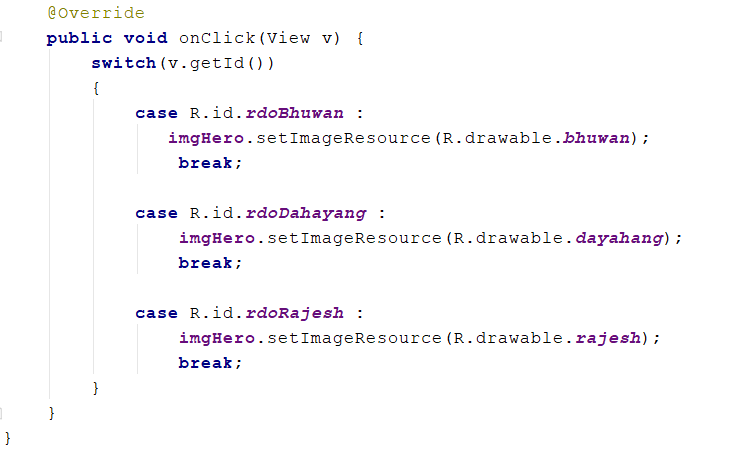 @Override
public void onClick(View v) {
switch(v.getId())
{
case R.id.rdoBhuwan :
imgHero.setImageResource(R.drawable.bhuwan);
break;
case R.id.rdoDahayang :
imgHero.setImageResource(R.drawable.dayahang);
break;
case R.id.rdoRajesh :
imgHero.setImageResource(R.drawable.rajesh);
break;
}
}
}